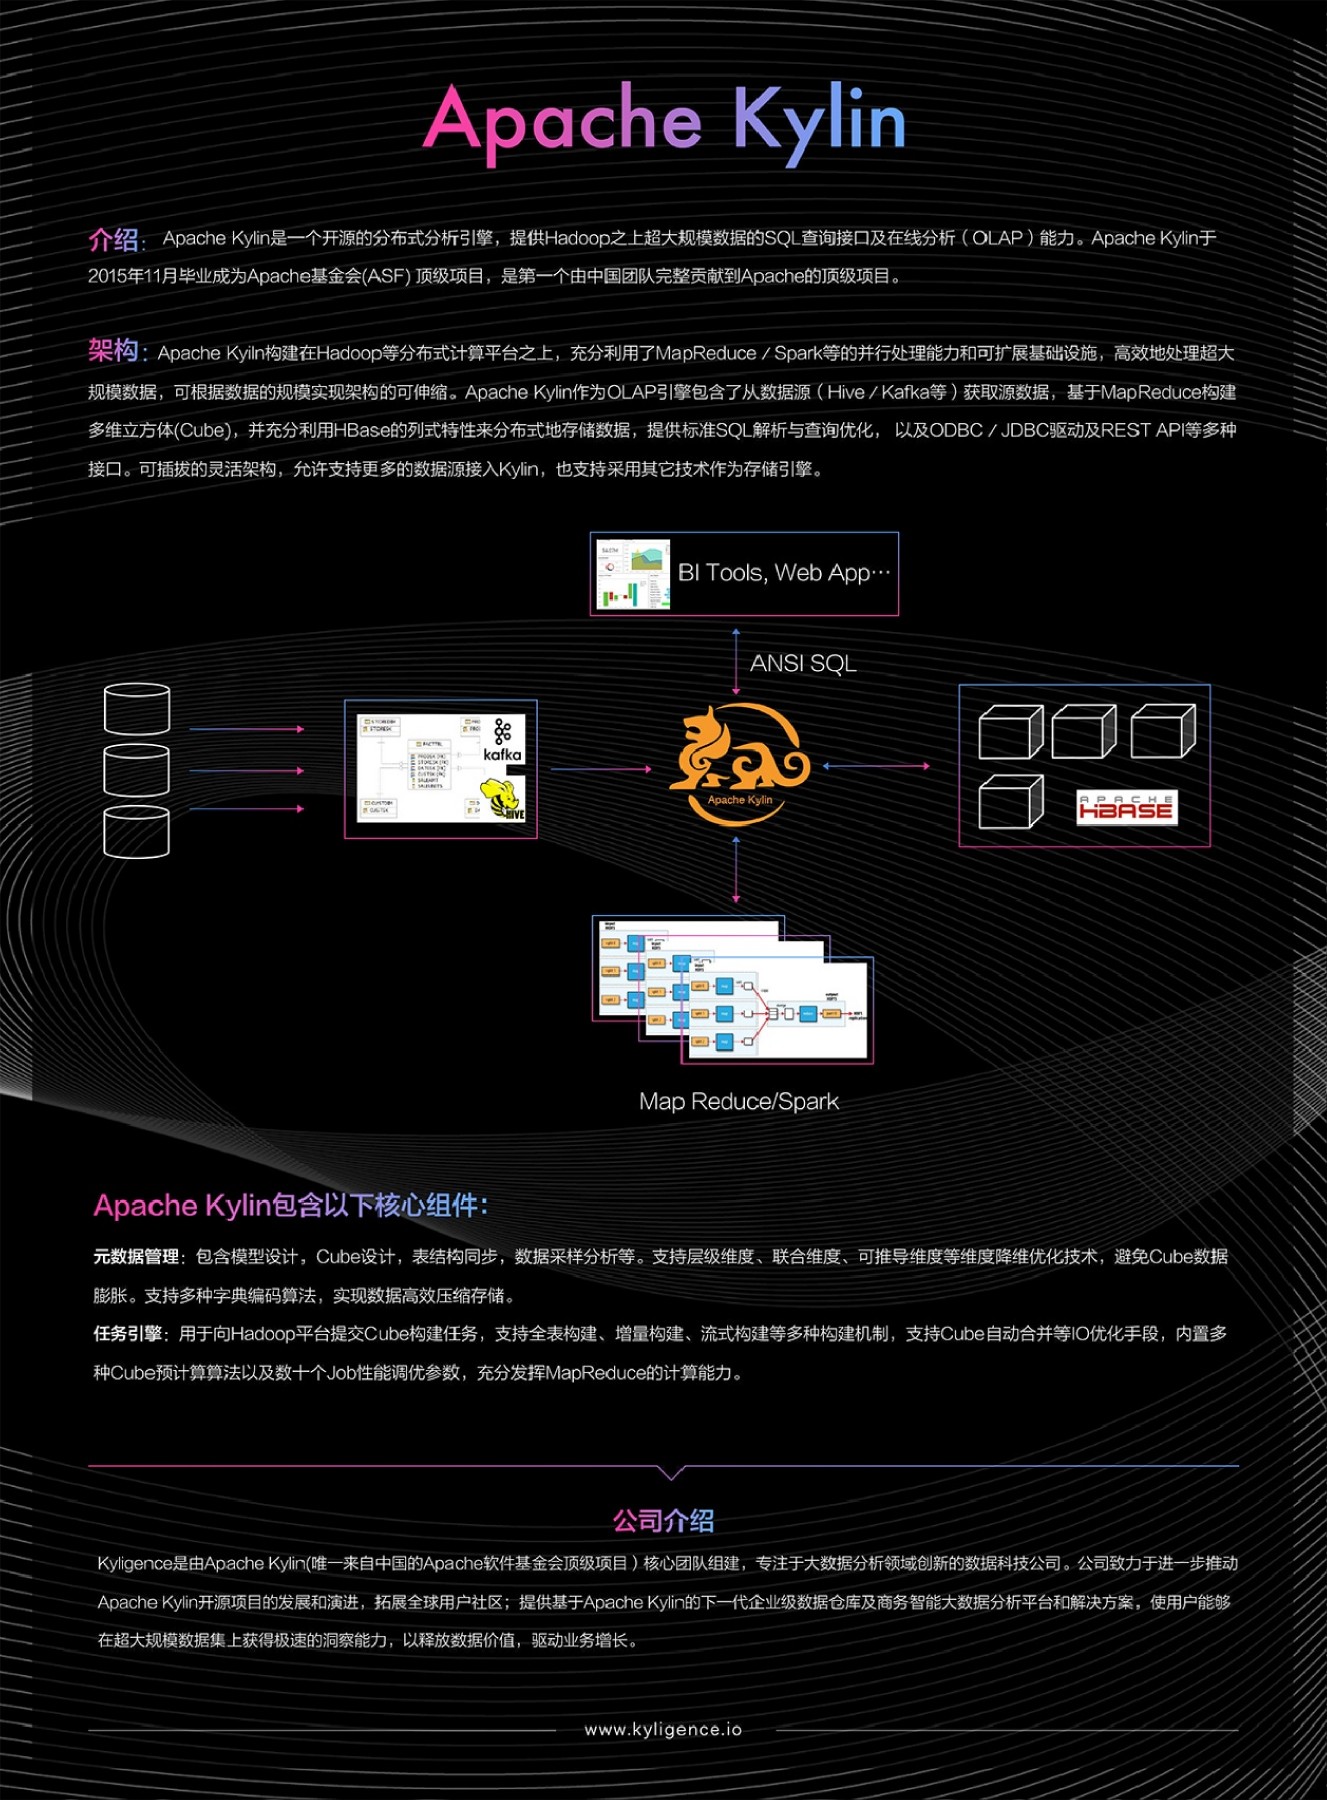 Apache Kylin
介绍： Apache Kylin是一个开源的分布式分析引擎，提供Hadoop之上超大规模数据的SQL查询接口及在线分析（OLAP）能力。Apache Kylin于
2015年11月毕业成为Apache基金会(ASF) 顶级项目，是第一个由中国团队完整贡献到Apache的顶级项目。
架构：Apache Kyiln构建在Hadoop等分布式计算平台之上，充分利用了MapReduce / Spark等的并行处理能力和可扩展基础设施，高效地处理超大
规模数据，可根据数据的规模实现架构的可伸缩。Apache Kylin作为OLAP引擎包含了从数据源（Hive / Kafka等）获取源数据，基于MapReduce构建
多维立方体(Cube)，并充分利用HBase的列式特性来分布式地存储数据，提供标准SQL解析与查询优化， 以及ODBC / JDBC驱动及REST API等多种
接口。可插拔的灵活架构，允许支持更多的数据源接入Kylin，也支持采用其它技术作为存储引擎。
BI Tools, Web App…
ANSI SQL
kafka
HIVE
Apache Kylin
APACHE
HBASE
Map Reduce/Spark
Apache Kylin包含以下核心组件：
元数据管理：包含模型设计，Cube设计，表结构同步，数据采样分析等。支持层级维度、联合维度、可推导维度等维度降维优化技术，避免Cube数据
膨胀。支持多种字典编码算法，实现数据高效压缩存储。
任务引擎：用于向Hadoop平台提交Cube构建任务，支持全表构建、增量构建、流式构建等多种构建机制，支持Cube自动合并等IO优化手段，内置多
种Cube预计算算法以及数十个Job性能调优参数，充分发挥MapReduce的计算能力。
公司介绍
Kyligence是由Apache Kylin(唯一来自中国的Apache软件基金会顶级项目）核心团队组建，专注于大数据分析领域创新的数据科技公司。公司致力于进一步推动
Apache Kylin开源项目的发展和演进，拓展全球用户社区；提供基于Apache Kylin的下一代企业级数据仓库及商务智能大数据分析平台和解决方案。使用户能够
在超大规模数据集上获得极速的洞察能力，以释放数据价值，驱动业务增长。
www.kyligence.io